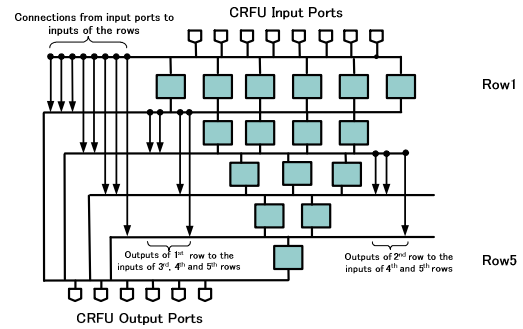 Connections from input ports to
inputs of the rows
CRFU Input Ports
Row1
Outputs of 1st row to the
inputs of 3rd, 4th and 5th rows
Outputs of 2nd row to the
inputs of 4th and 5th rows
Row5
CRFU Output Ports